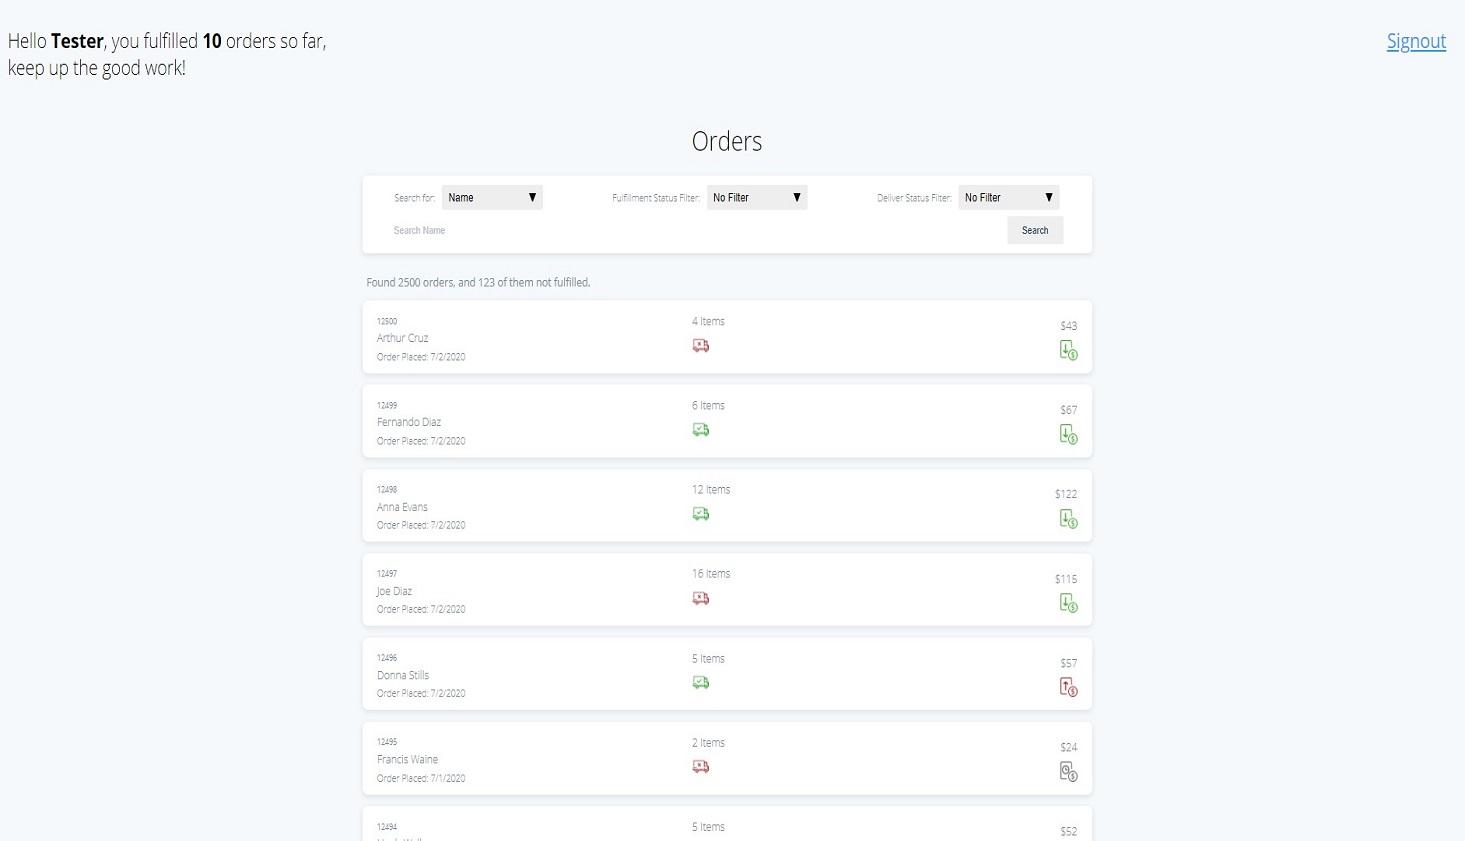 Hello Tester, you fulfilled 10 orders so far,
keep up the good work!
Signout
Orders
Search for: Name ▼ Fulfillment Status Filter: No Filter ▼ Deliver Status Filter: No Filter ▼
Search Name Search
Found 2500 orders, and 123 of them not fulfilled.
12500
Arthur Cruz
Order Placed: 7/2/2020
4 Items
$43
12499
Fernando Diaz
Order Placed: 7/2/2020
6 Items
$67
12498
Anna Evans
Order Placed: 7/2/2020
12 Items
$122
12497
Joe Diaz
Order Placed: 7/2/2020
16 Items
$115
12496
Donna Stills
Order Placed: 7/2/2020
5 Items
$57
12495
Francis Waine
Order Placed: 7/1/2020
2 Items
$24
12494
5 Items
$52